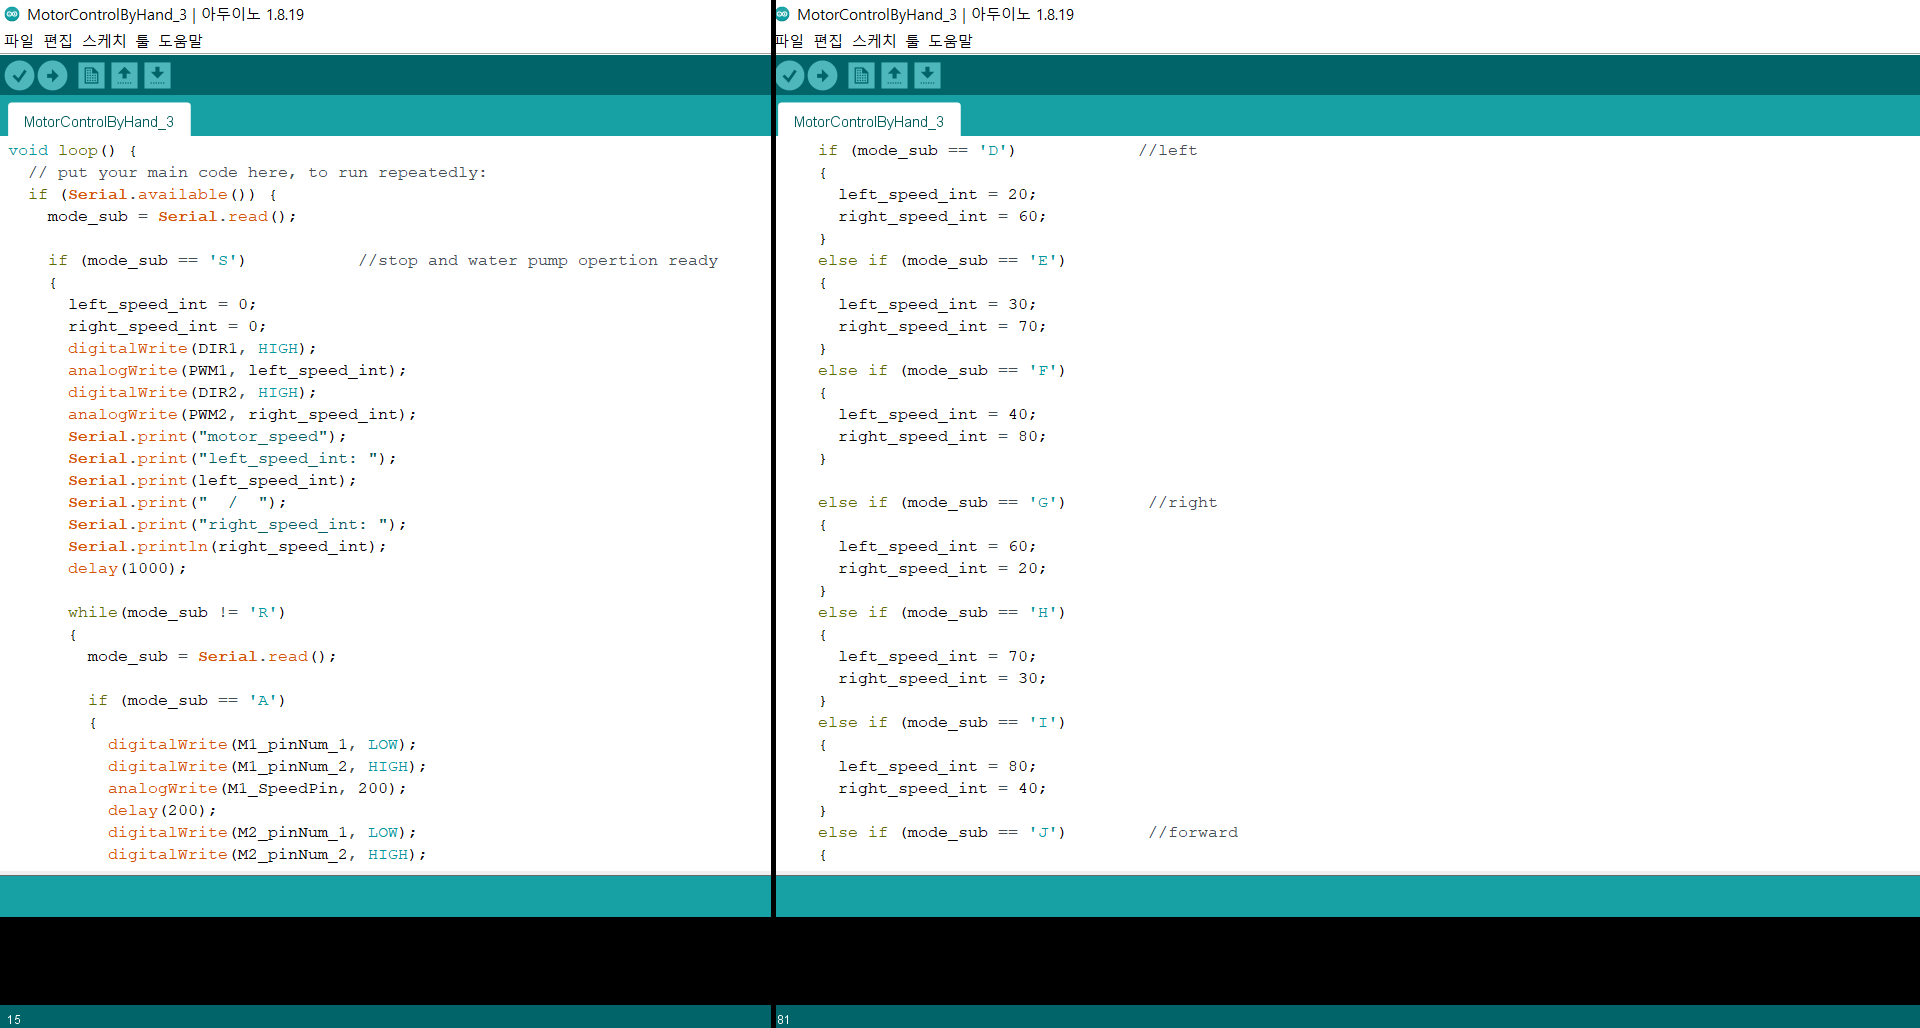 MotorControlByHand_3 | 아두이노 1.8.19
파일 편집 스케치 툴 도움말
MotorControlByHand_3
void loop() {
// put your main code here, to run repeatedly:
if (Serial.available()) {
mode_sub = Serial.read();
if (mode_sub == 'S') //stop and water pump opertion ready
{
left_speed_int = 0;
right_speed_int = 0;
digitalWrite(DIR1, HIGH);
analogWrite(PWM1, left_speed_int);
digitalWrite(DIR2, HIGH);
analogWrite(PWM2, right_speed_int);
Serial.print("motor_speed");
Serial.print("left_speed_int: ");
Serial.print(left_speed_int);
Serial.print("  /  ");
Serial.print("right_speed_int: ");
Serial.println(right_speed_int);
delay(1000);
while(mode_sub != 'R')
{
mode_sub = Serial.read();
if (mode_sub == 'A')
{
digitalWrite(M1_pinNum_1, LOW);
digitalWrite(M1_pinNum_2, HIGH);
analogWrite(M1_SpeedPin, 200);
delay(200);
digitalWrite(M2_pinNum_1, LOW);
digitalWrite(M2_pinNum_2, HIGH);
15
MotorControlByHand_3 | 아두이노 1.8.19
파일 편집 스케치 툴 도움말
MotorControlByHand_3
if (mode_sub == 'D') //left
{
left_speed_int = 20;
right_speed_int = 60;
}
else if (mode_sub == 'E')
{
left_speed_int = 30;
right_speed_int = 70;
}
else if (mode_sub == 'F')
{
left_speed_int = 40;
right_speed_int = 80;
}
else if (mode_sub == 'G') //right
{
left_speed_int = 60;
right_speed_int = 20;
}
else if (mode_sub == 'H')
{
left_speed_int = 70;
right_speed_int = 30;
}
else if (mode_sub == 'I')
{
left_speed_int = 80;
right_speed_int = 40;
}
else if (mode_sub == 'J') //forward
{
81